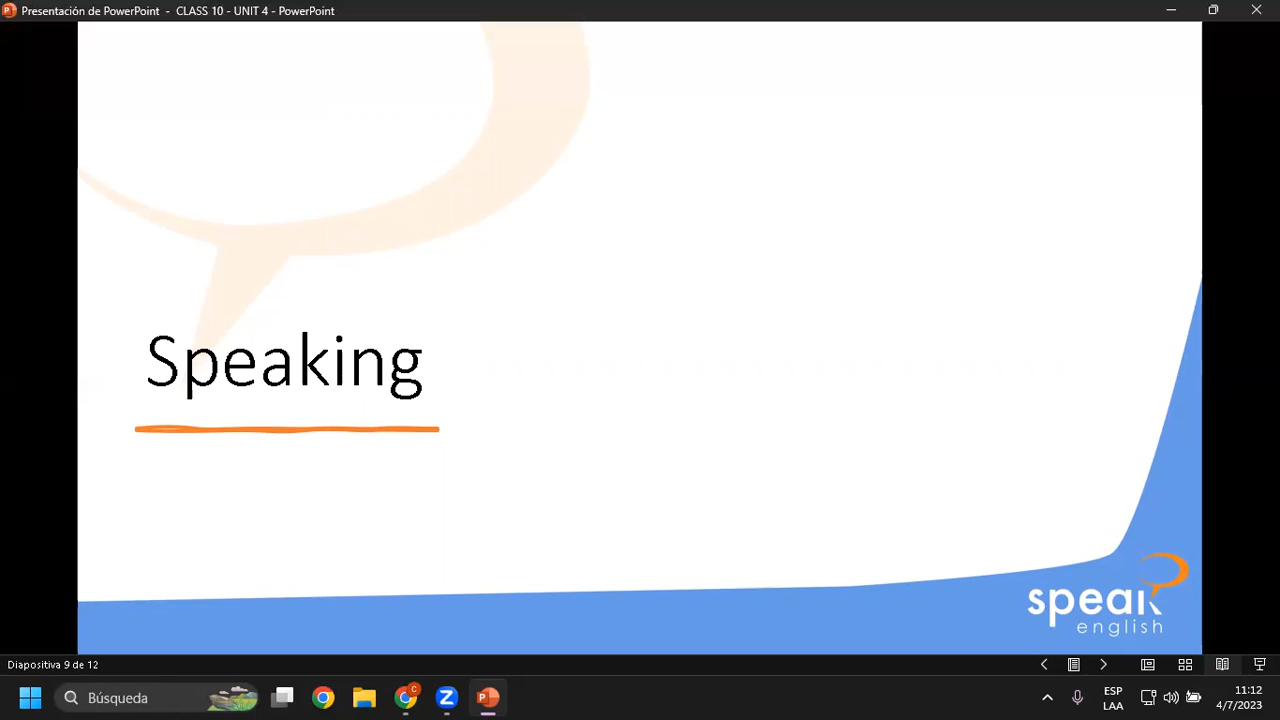 Presentación de PowerPoint - CLASS 10 - UNIT 4 - PowerPoint
Speaking
speak
english
Diapositiva 9 de 12
Búsqueda
ESP
LAA
11:12
4/7/2023